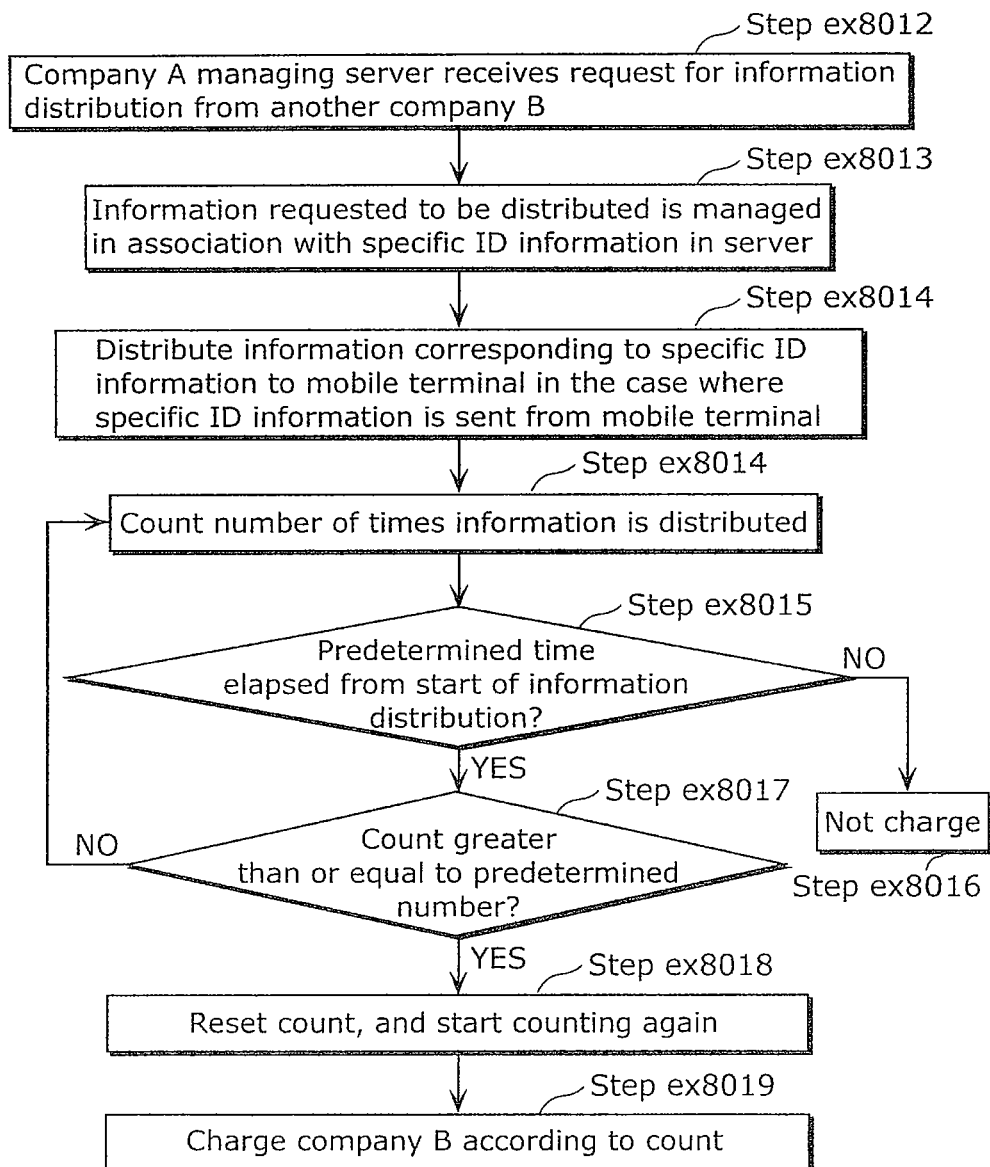 Step ex8012
Company A managing server receives request for information
distribution from another company B
Step ex8013
Information requested to be distributed is managed
in association with specific ID information in server
Step ex8014
Distribute information corresponding to specific ID
information to mobile terminal in the case where
specific ID information is sent from mobile terminal
Step ex8014
Count number of times information is distributed
Step ex8015
Predetermined time
elapsed from start of information
distribution?
NO
YES
Step ex8017
Not charge
Step ex8016
Count greater
than or equal to predetermined
number?
NO
YES
Step ex8018
Reset count, and start counting again
Step ex8019
Charge company B according to count